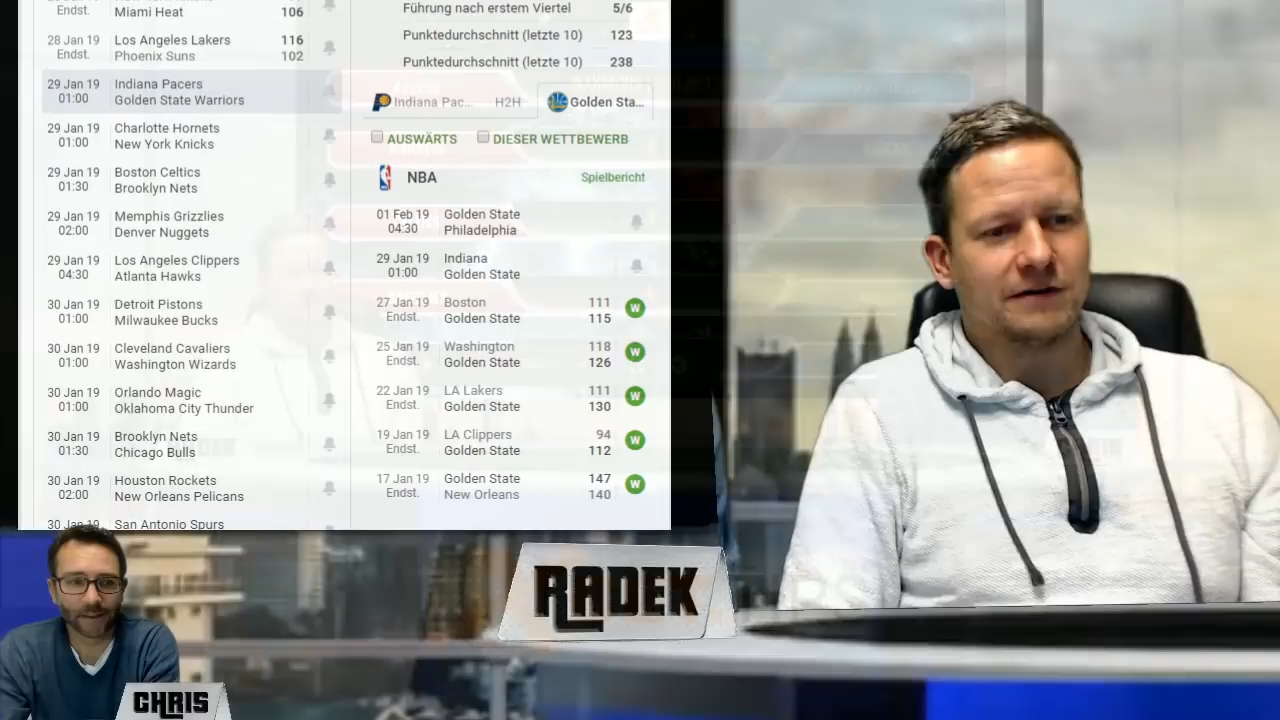 Endst.
Miami Heat
106
28 Jan 19
Los Angeles Lakers
116
Endst.
Phoenix Suns
102
29 Jan 19
Indiana Pacers
01:00
Golden State Warriors
29 Jan 19
Charlotte Hornets
01:00
New York Knicks
29 Jan 19
Boston Celtics
01:30
Brooklyn Nets
29 Jan 19
Memphis Grizzlies
02:00
Denver Nuggets
29 Jan 19
Los Angeles Clippers
04:30
Atlanta Hawks
30 Jan 19
Detroit Pistons
01:00
Milwaukee Bucks
30 Jan 19
Cleveland Cavaliers
01:00
Washington Wizards
30 Jan 19
Orlando Magic
01:00
Oklahoma City Thunder
30 Jan 19
Brooklyn Nets
01:30
Chicago Bulls
30 Jan 19
Houston Rockets
02:00
New Orleans Pelicans
30 Jan 19
San Antonio Spurs
Führung nach erstem Viertel 5/6
Punktedurchschnitt (letzte 10) 123
Punktedurchschnitt (letzte 10) 238
Indiana Pac... H2H Golden Sta...
AUSWÄRTS DIESER WETTBEWERB
NBA Spielbericht
01 Feb 19 Golden State
04:30 Philadelphia
29 Jan 19 Indiana
01:00 Golden State
27 Jan 19 Boston 111
Endst. Golden State 115 W
25 Jan 19 Washington 118
Endst. Golden State 126 W
22 Jan 19 LA Lakers 111
Endst. Golden State 130 W
19 Jan 19 LA Clippers 94
Endst. Golden State 112 W
17 Jan 19 Golden State 147
Endst. New Orleans 140 W
RADEK
CHRIS